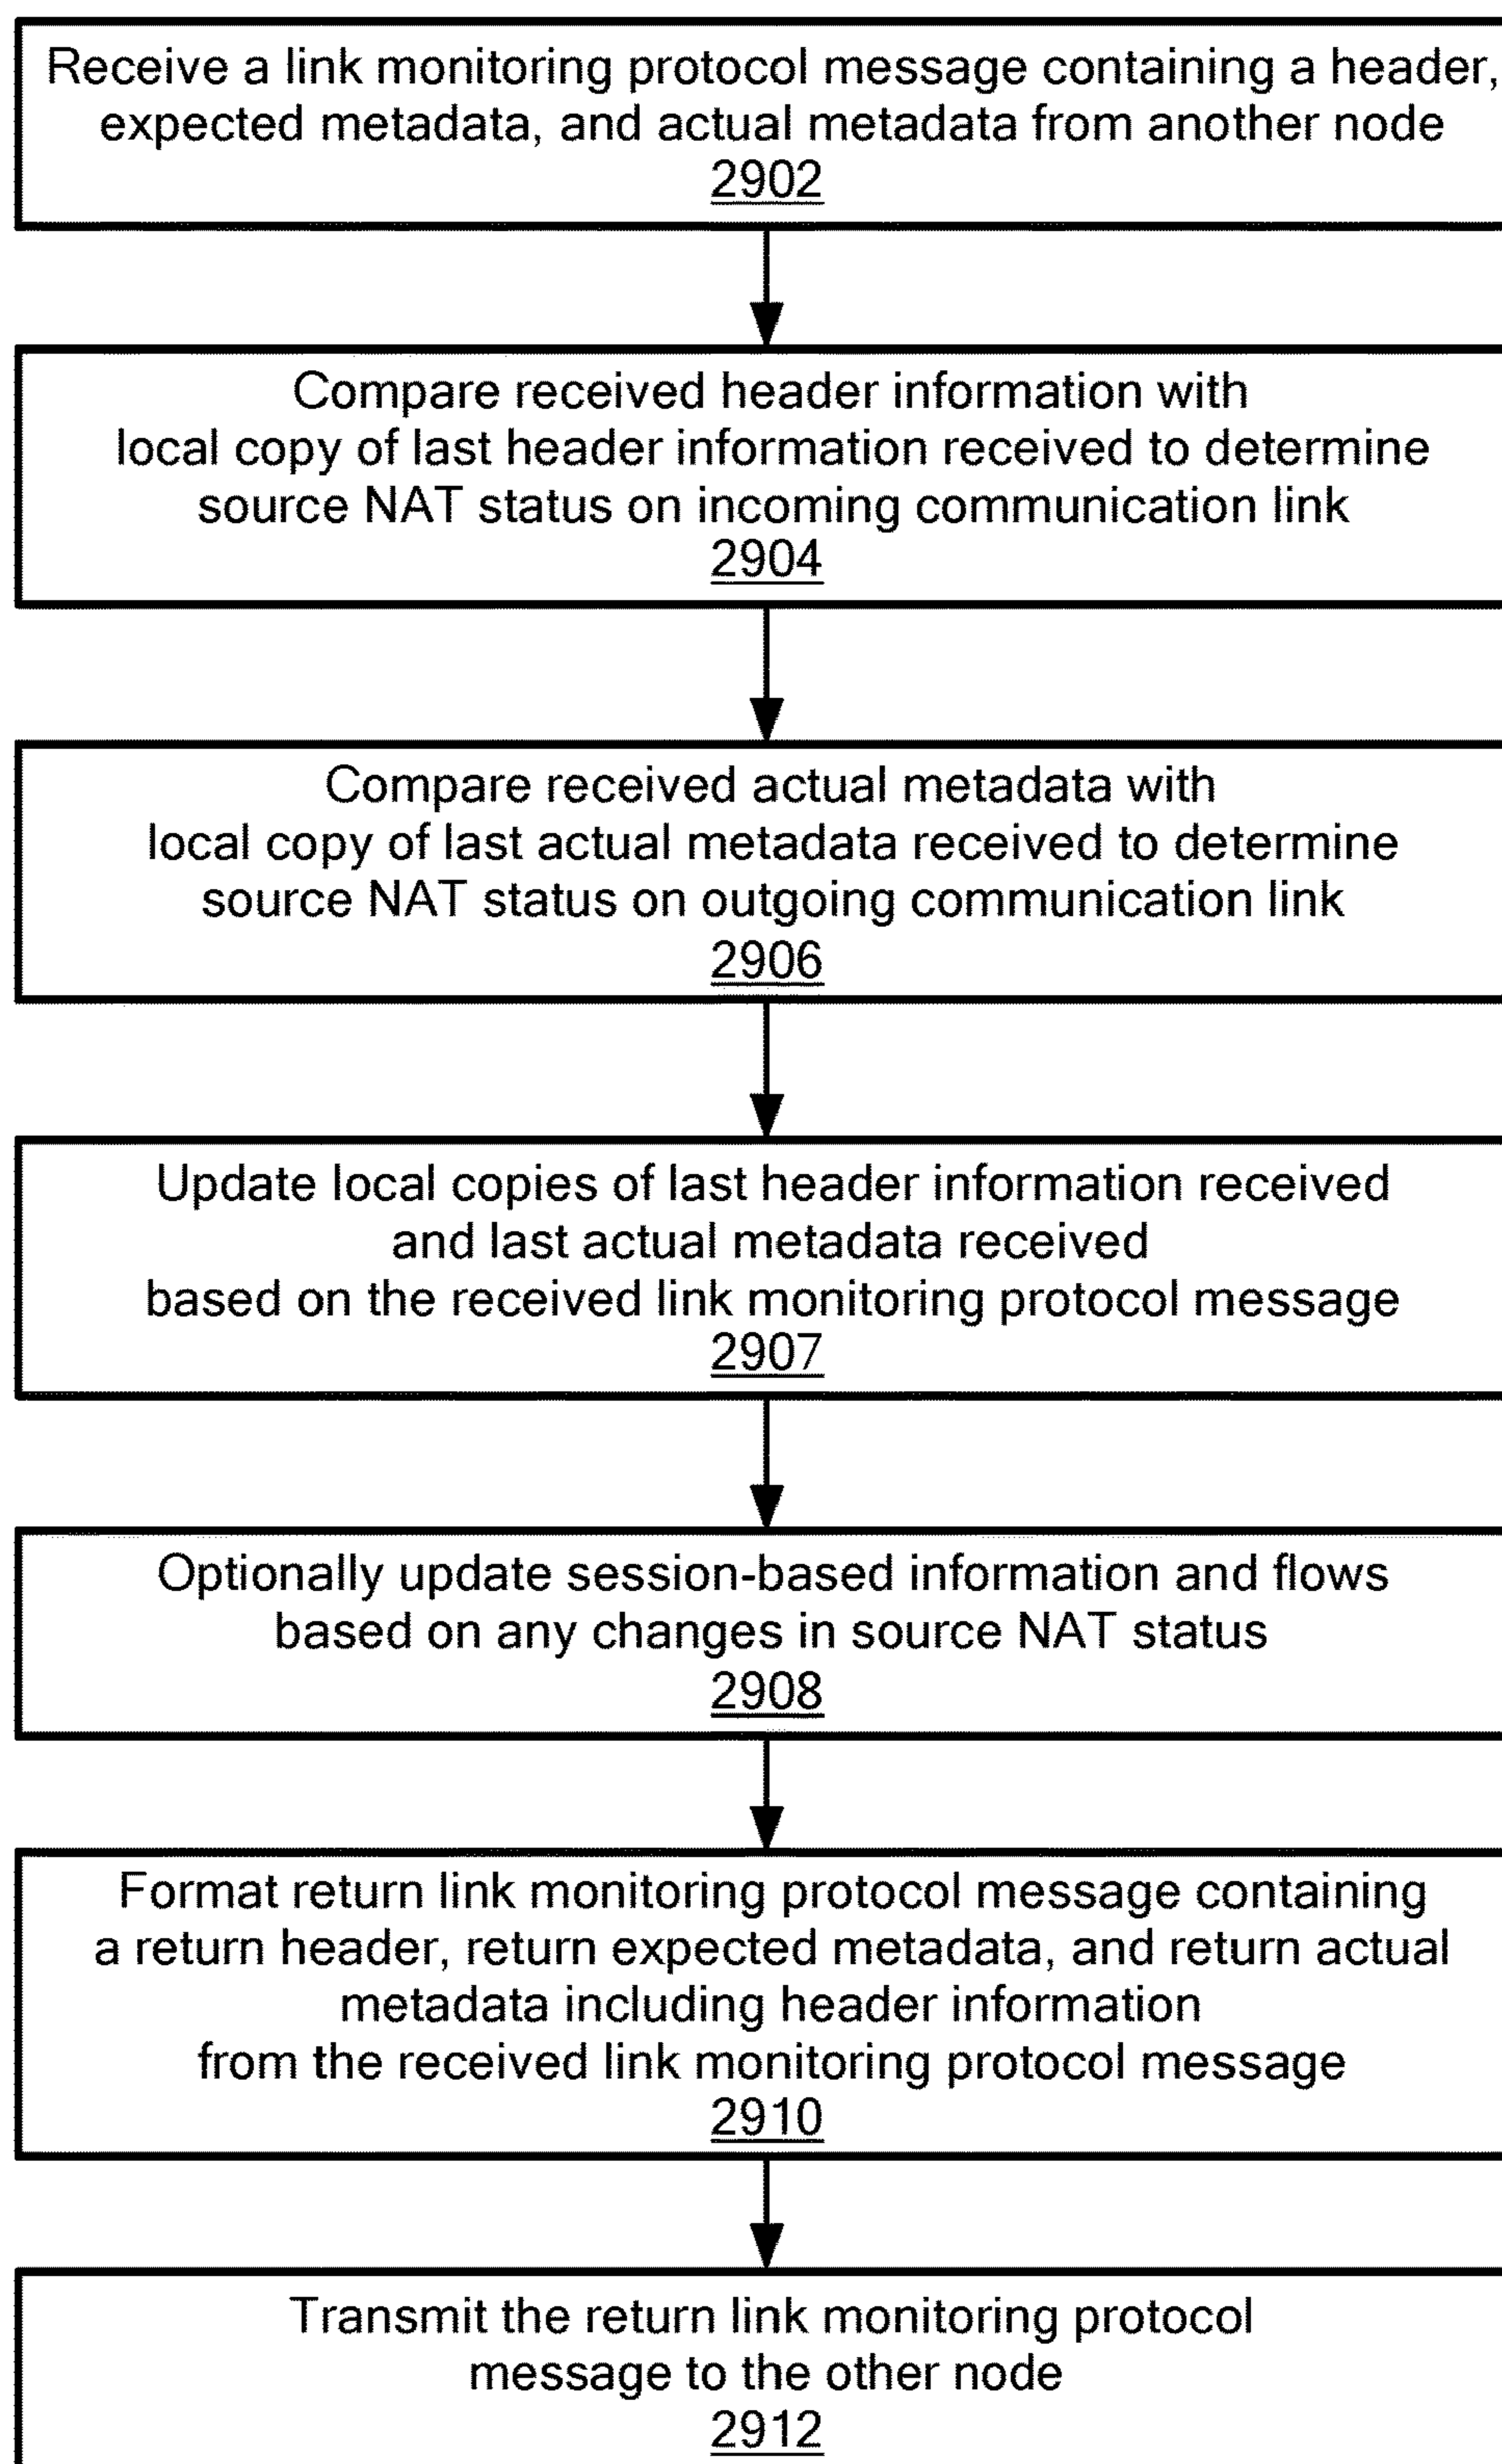 Receive a link monitoring protocol message containing a header,
expected metadata, and actual metadata from another node
2902
Compare received header information with
local copy of last header information received to determine
source NAT status on incoming communication link
2904
Compare received actual metadata with
local copy of last actual metadata received to determine
source NAT status on outgoing communication link
2906
Update local copies of last header information received
and last actual metadata received
based on the received link monitoring protocol message
2907
Optionally update session-based information and flows
based on any changes in source NAT status
2908
Format return link monitoring protocol message containing
a return header, return expected metadata, and return actual
metadata including header information
from the received link monitoring protocol message
2910
Transmit the return link monitoring protocol
message to the other node
2912